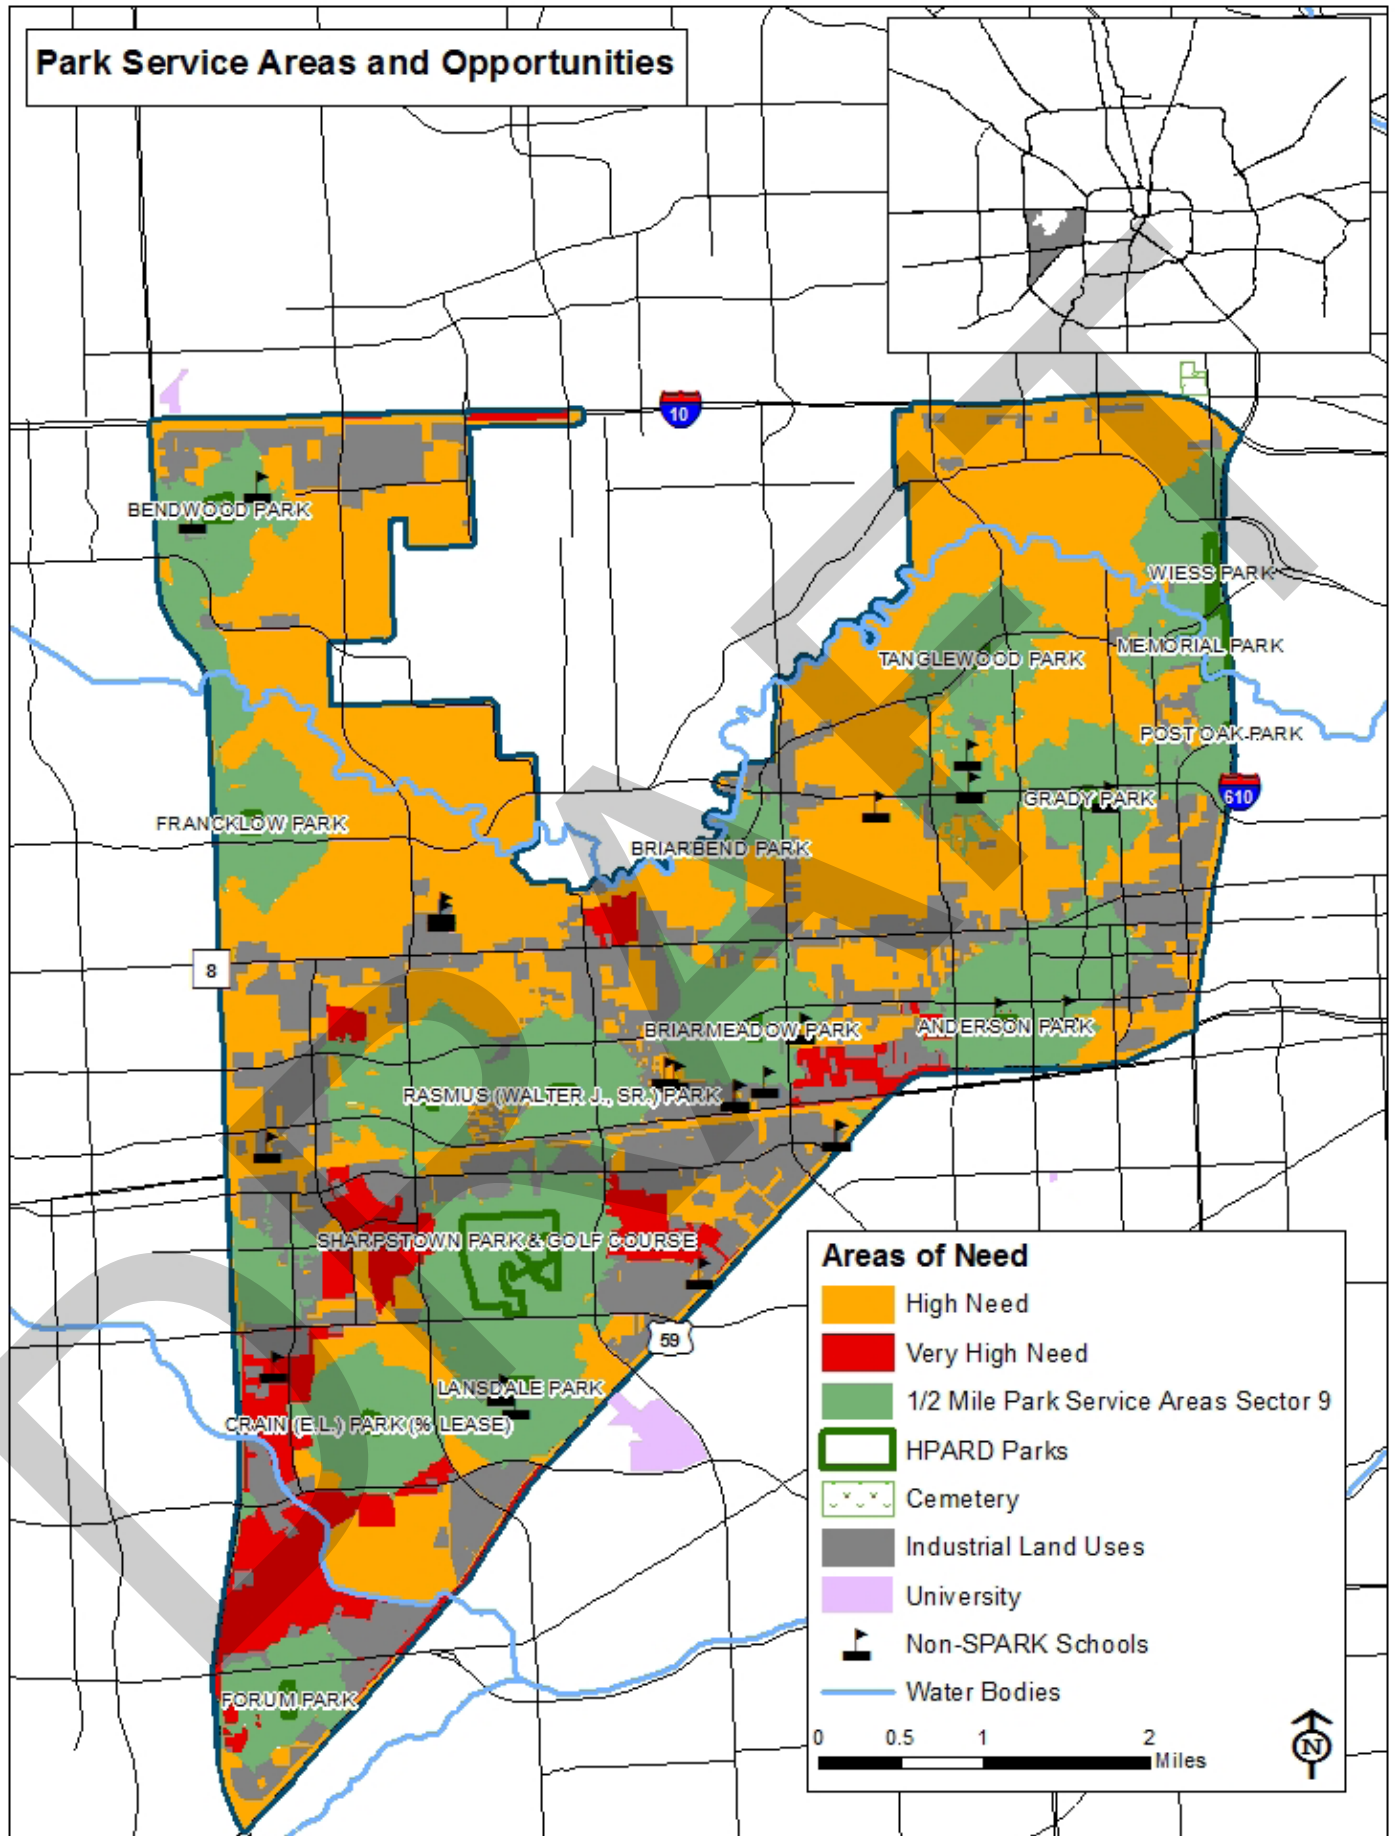 Park Service Areas and Opportunities
10
BENDWOOD PARK
WIESS PARK
MEMORIAL PARK
TANGLEWOOD PARK
POST OAK PARK
610
GRADY PARK
FRANCKLOW PARK
BRIARBEND PARK
8
BRIARMEADOW PARK
ANDERSON PARK
RASMUS (WALTER J., SR.) PARK
SHARPSTOWN PARK & GOLF COURSE
59
LANSDALE PARK
CRAIN (E.L.) PARK (% LEASE)
FORUM PARK
Areas of Need
High Need
Very High Need
1/2 Mile Park Service Areas Sector 9
HPARD Parks
Cemetery
Industrial Land Uses
University
Non-SPARK Schools
Water Bodies
0 0.5 1 2
Miles
N
DRAFT